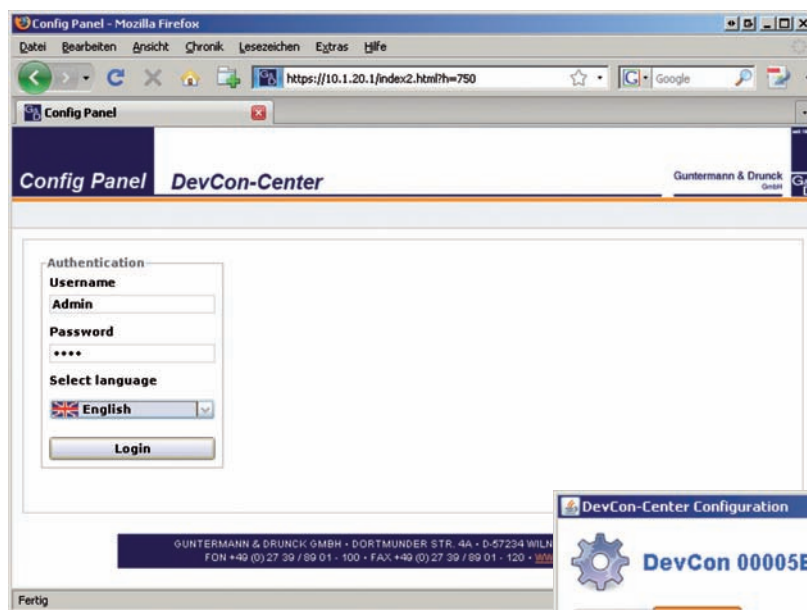 Config Panel - Mozilla Firefox
Datei Bearbeiten Ansicht Chronik Lesezeichen Extras Hilfe
https://10.1.20.1/index2.html?h=750
Google
Config Panel
Config Panel DevCon-Center
Guntermann & Drunck
GmbH
Authentication
Username
Admin
Password
••••
Select language
English
Login
GUNTERMANN & DRUNCK GMBH • DORTMUNDER STR. 4A • D-57234
FON +49 (0) 27 39 / 89 01 - 100 • FAX +49 (0) 27 39 / 89 01 - 120 •
Fertig
DevCon-Center Configuration
DevCon